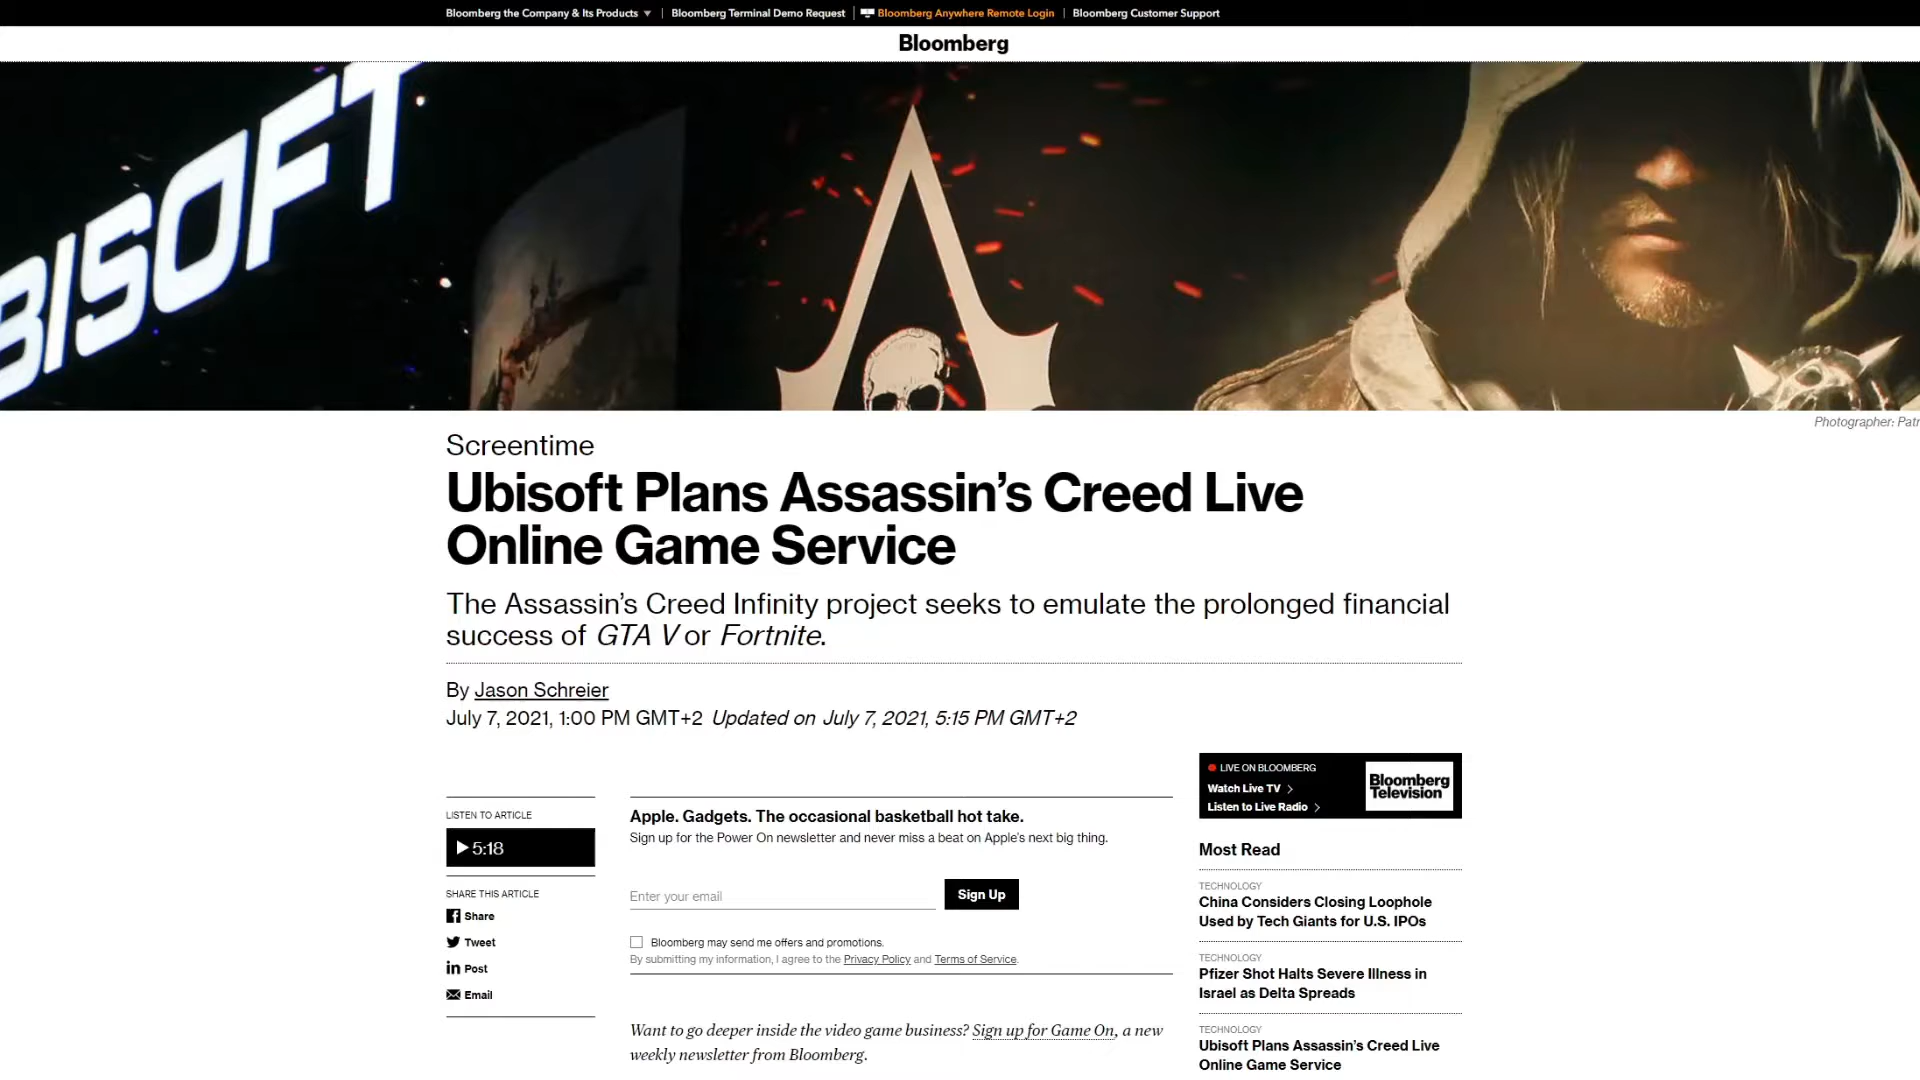 Bloomberg the Company & Its Products
Bloomberg Terminal Demo Request
Bloomberg Anywhere Remote Login
Bloomberg Customer Support
Bloomberg
BISOFT
Photographer: Patr
Screentime
Ubisoft Plans Assassin's Creed Live
Online Game Service
The Assassin's Creed Infinity project seeks to emulate the prolonged financial
success of GTA V or Fortnite.
By Jason Schreier
July 7, 2021, 1:00 PM GMT+2 Updated on July 7, 2021, 5:15 PM GMT+2
LISTEN TO ARTICLE
5:18
SHARE THIS ARTICLE
Share
Tweet
Post
Email
Apple. Gadgets. The occasional basketball hot take.
Sign up for the Power On newsletter and never miss a beat on Apple's next big thing.
Enter your email
Sign Up
Bloomberg may send me offers and promotions.
By submitting my information, I agree to the Privacy Policy and Terms of Service.
Want to go deeper inside the video game business? Sign up for Game On, a new
weekly newsletter from Bloomberg.
LIVE ON BLOOMBERG
Watch Live TV
Listen to Live Radio
Bloomberg
Television
Most Read
TECHNOLOGY
China Considers Closing Loophole
Used by Tech Giants for U.S. IPOs
TECHNOLOGY
Pfizer Shot Halts Severe Illness in
Israel as Delta Spreads
TECHNOLOGY
Ubisoft Plans Assassin's Creed Live
Online Game Service